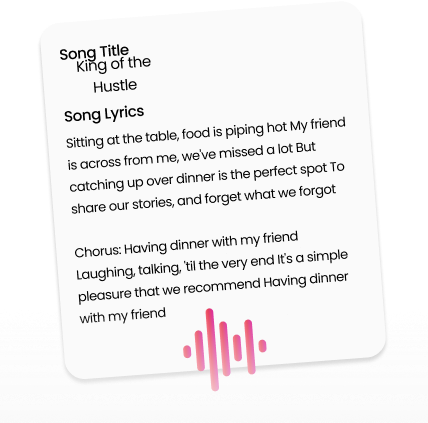 Song Title
King of the
Hustle
Song Lyrics
Sitting at the table, food is piping hot My friend
is across from me, we've missed a lot But
catching up over dinner is the perfect spot To
share our stories, and forget what we forgot
Chorus: Having dinner with my friend
Laughing, talking, 'til the very end It's a simple
pleasure that we recommend Having dinner
with my friend